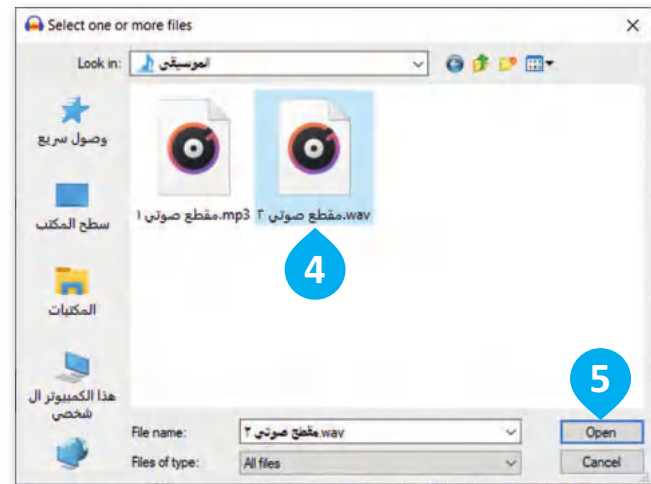 Select one or more files
Look in: الموسيقى
وصول سريع
سطح المكتب
المكتبات
هذا الكمبيوتر ال
شخصي
مقطع صوتي ١.mp3
مقطع صوتي ٢.wav
4
5
File name: مقطع صوتي ٢.wav
Open
Files of type: All files
Cancel